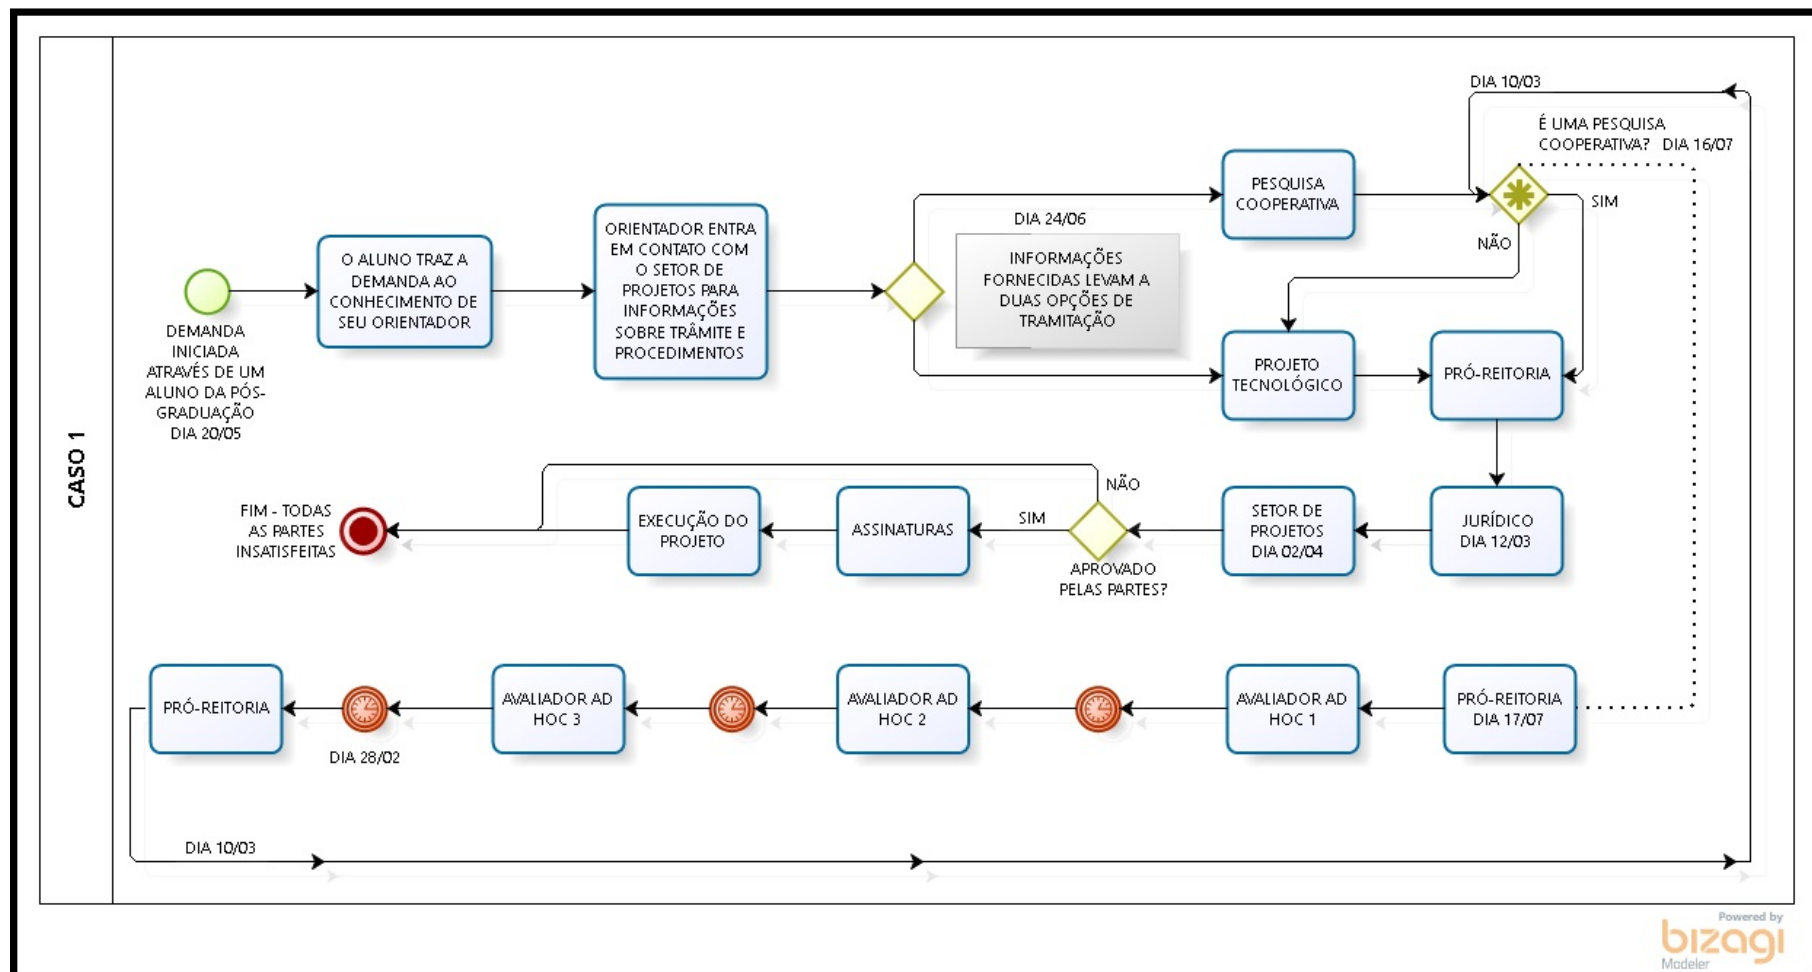 CASO 1
DEMANDA
INICIADA
ATRAVÉS DE UM
ALUNO DA PÓS-
GRADUAÇÃO
DIA 20/05
O ALUNO TRAZ A
DEMANDA AO
CONHECIMENTO DE
SEU ORIENTADOR
ORIENTADOR ENTRA
EM CONTATO COM
O SETOR DE
PROJETOS PARA
INFORMAÇÕES
SOBRE TRÂMITE E
PROCEDIMENTOS
DIA 24/06
INFORMAÇÕES
FORNECIDAS LEVAM A
DUAS OPÇÕES DE
TRAMITAÇÃO
PESQUISA
COOPERATIVA
DIA 10/03
É UMA PESQUISA
COOPERATIVA? DIA 16/07
SIM
NÃO
PROJETO
TECNOLÓGICO
PRÓ-REITORIA
JURÍDICO
DIA 12/03
SETOR DE
PROJETOS
DIA 02/04
APROVADO
PELAS PARTES?
NÃO
SIM
ASSINATURAS
EXECUÇÃO DO
PROJETO
FIM - TODAS
AS PARTES
INSATISFEITAS
PRÓ-REITORIA
DIA 17/07
AVALIADOR AD
HOC 1
AVALIADOR AD
HOC 2
AVALIADOR AD
HOC 3
DIA 28/02
PRÓ-REITORIA
DIA 10/03
Powered by
bizagi
Modeler